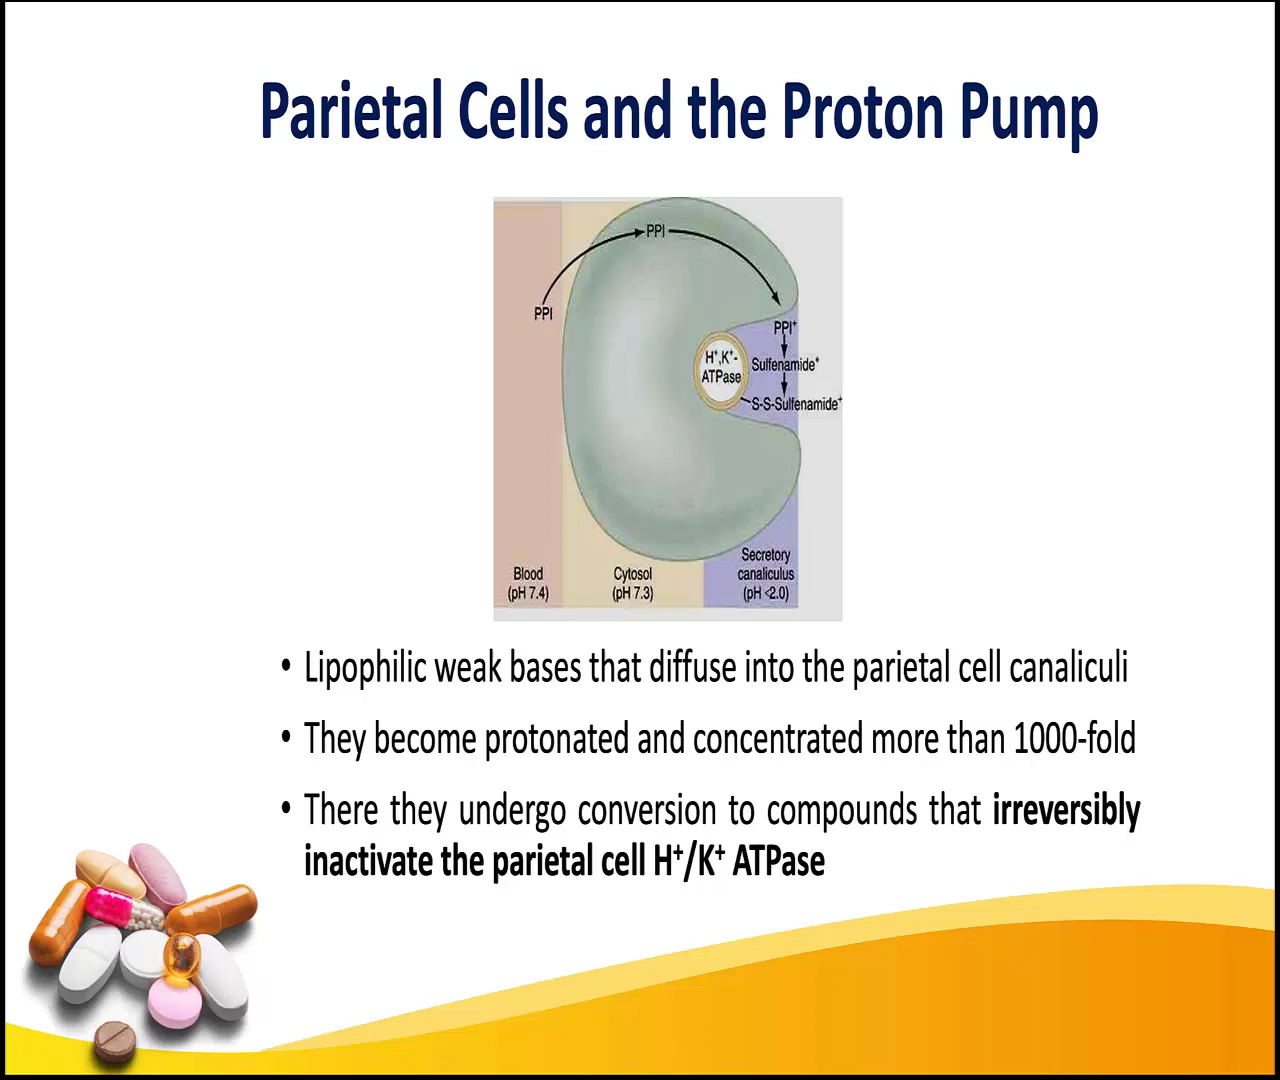 Parietal Cells and the Proton Pump
PPI
PPI
PPI⁺
H⁺,K⁺-
ATPase
Sulfenamide⁺
S-S-Sulfenamide⁺
Blood
(pH 7.4)
Cytosol
(pH 7.3)
Secretory
canaliculus
(pH <2.0)
• Lipophilic weak bases that diffuse into the parietal cell canaliculi
• They become protonated and concentrated more than 1000-fold
• There they undergo conversion to compounds that irreversibly
inactivate the parietal cell H⁺/K⁺ ATPase